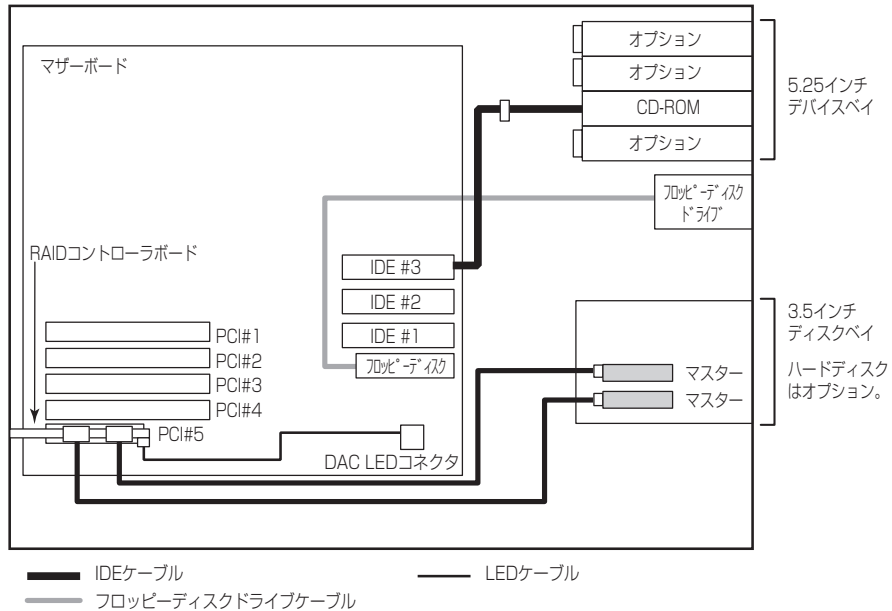 マザーボード
オプション
オプション
CD-ROM
オプション
5.25インチ
デバイスベイ
フロッピーディスク
ドライブ
RAIDコントローラボード
IDE #3
IDE #2
IDE #1
フロッピーディスク
PCI#1
PCI#2
PCI#3
PCI#4
PCI#5
DAC LEDコネクタ
マスター
マスター
3.5インチ
ディスクベイ
ハードディスク
はオプション。
IDEケーブル
LEDケーブル
フロッピーディスクドライブケーブル